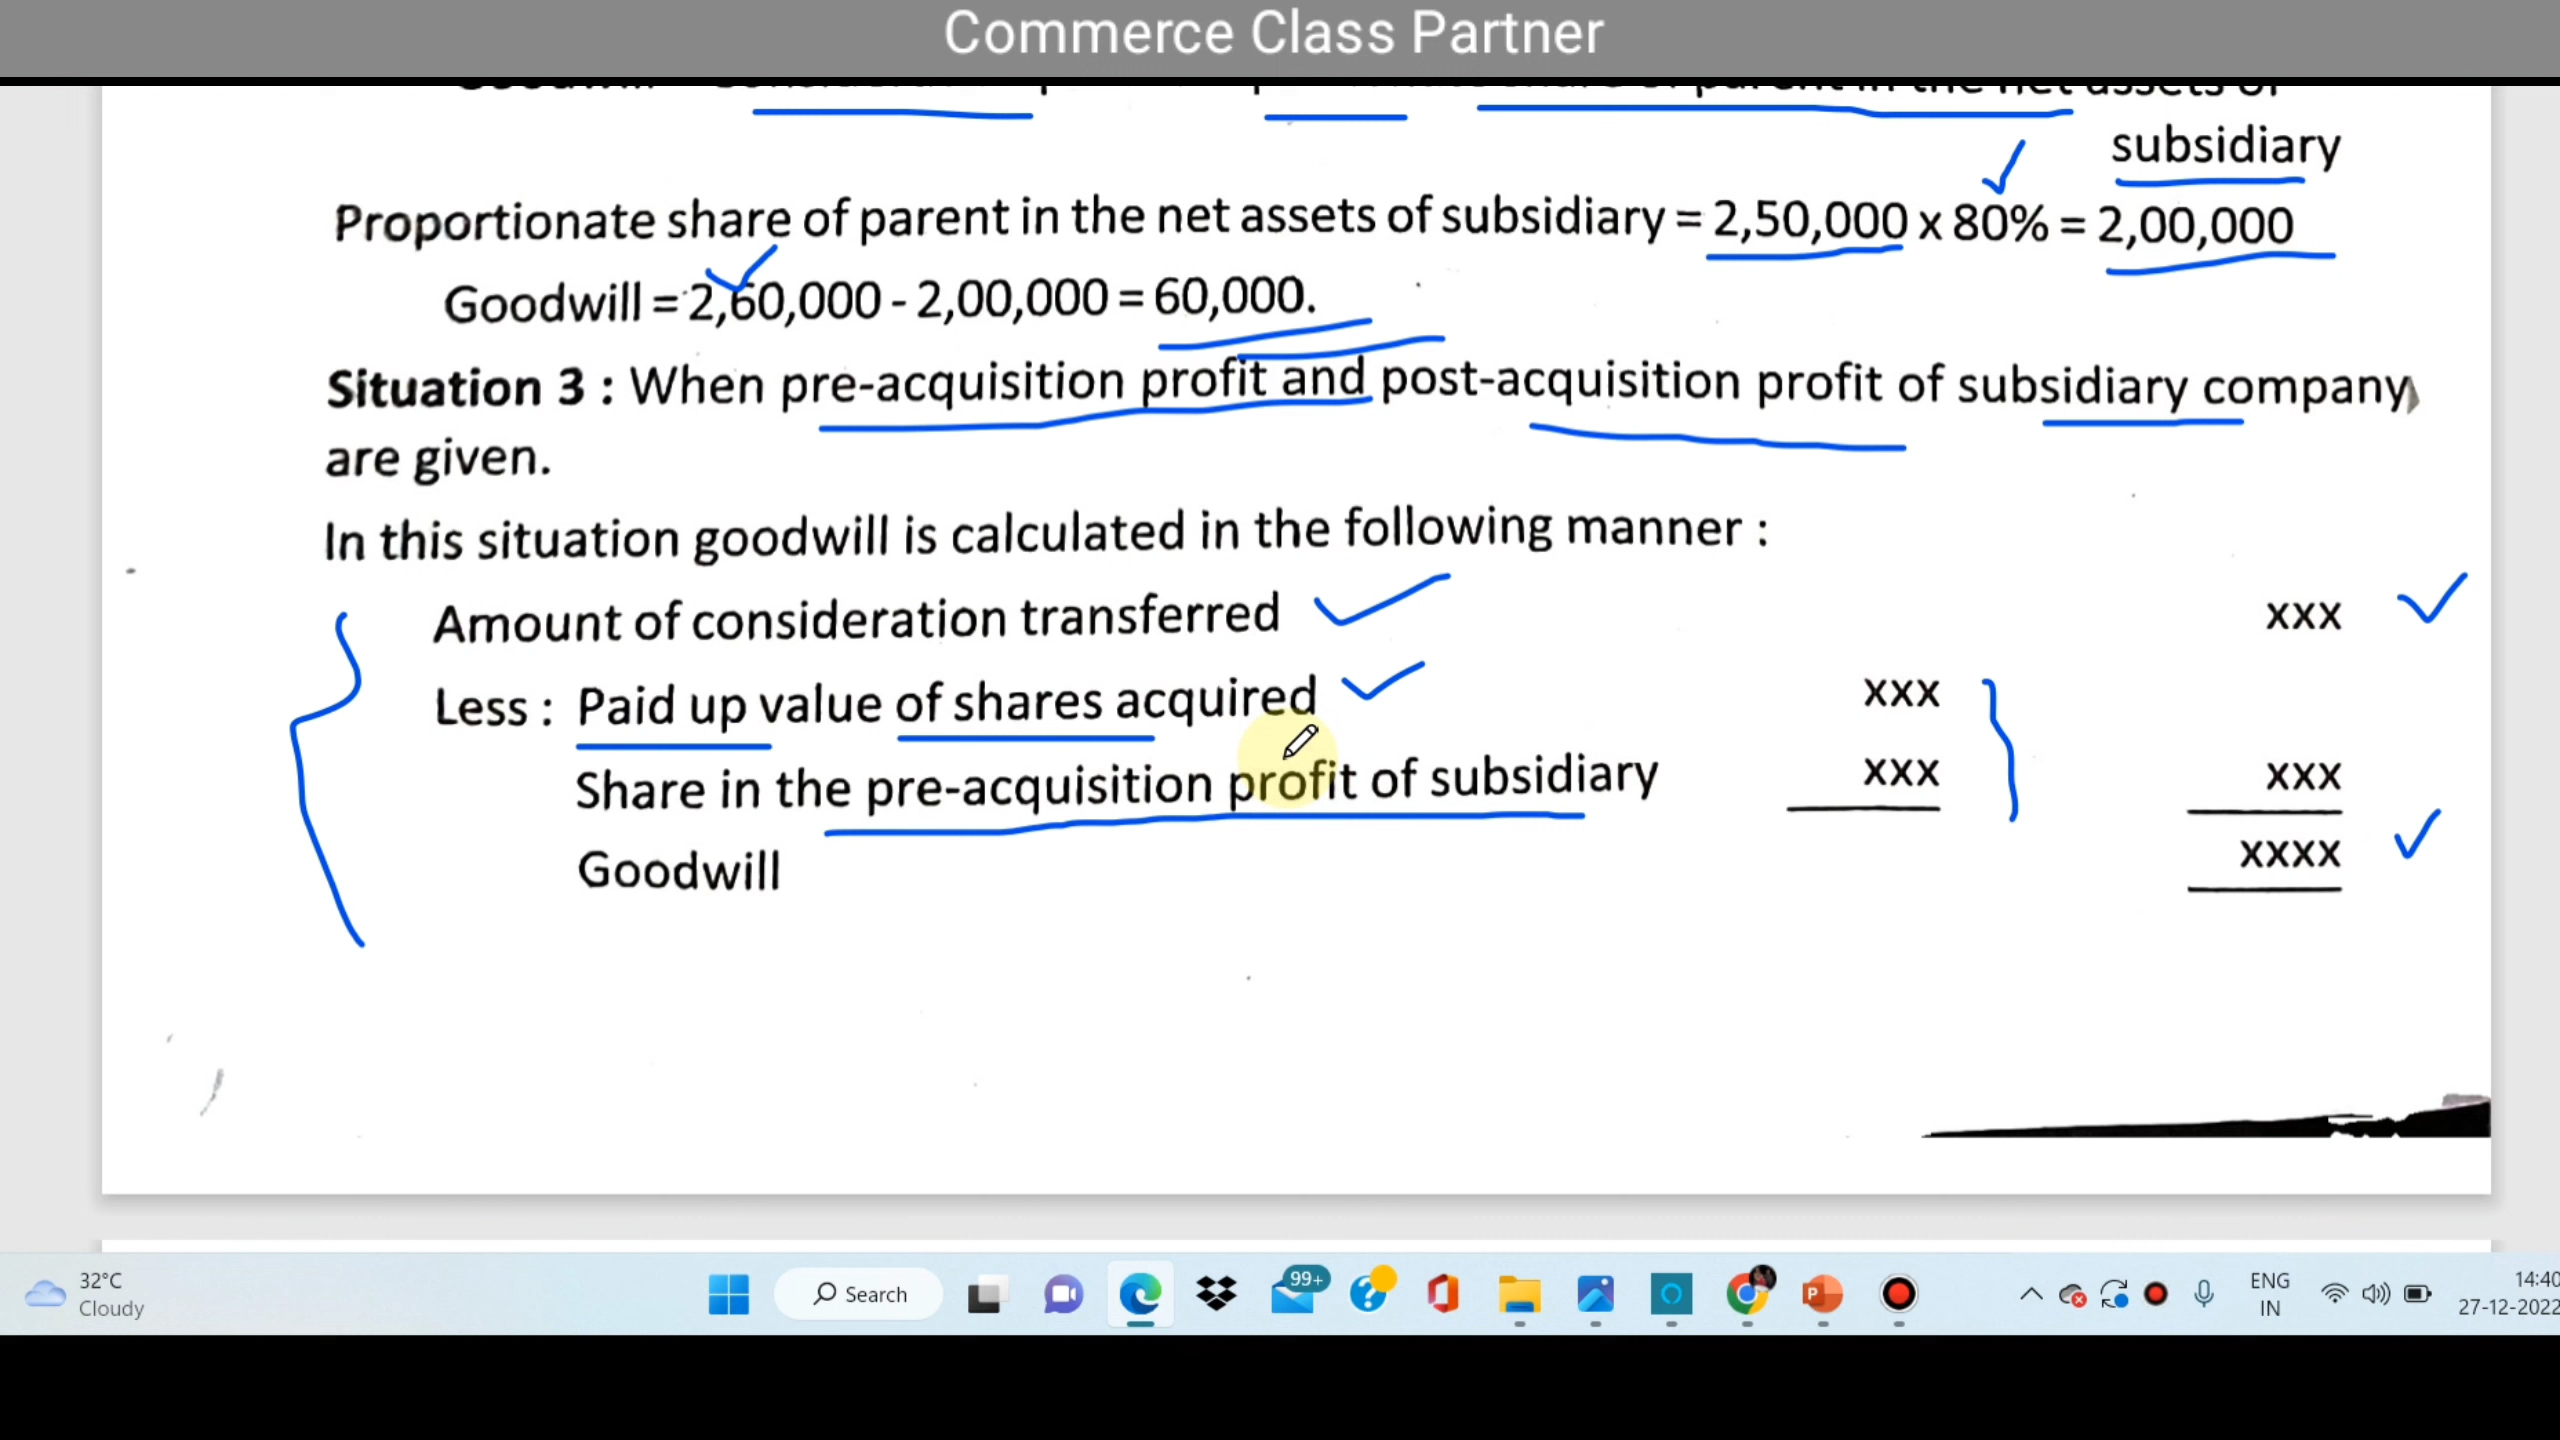 Commerce Class Partner
subsidiary
Proportionate share of parent in the net assets of subsidiary = 2,50,000 x 80% = 2,00,000
Goodwill = 2,60,000 - 2,00,000 = 60,000.
Situation 3 : When pre-acquisition profit and post-acquisition profit of subsidiary company
are given.
In this situation goodwill is calculated in the following manner :
Amount of consideration transferred xxx
Less : Paid up value of shares acquired xxx
Share in the pre-acquisition profit of subsidiary xxx xxx
Goodwill xxxx
32°C
Cloudy
Search
99+
ENG
IN
14:40
27-12-2022